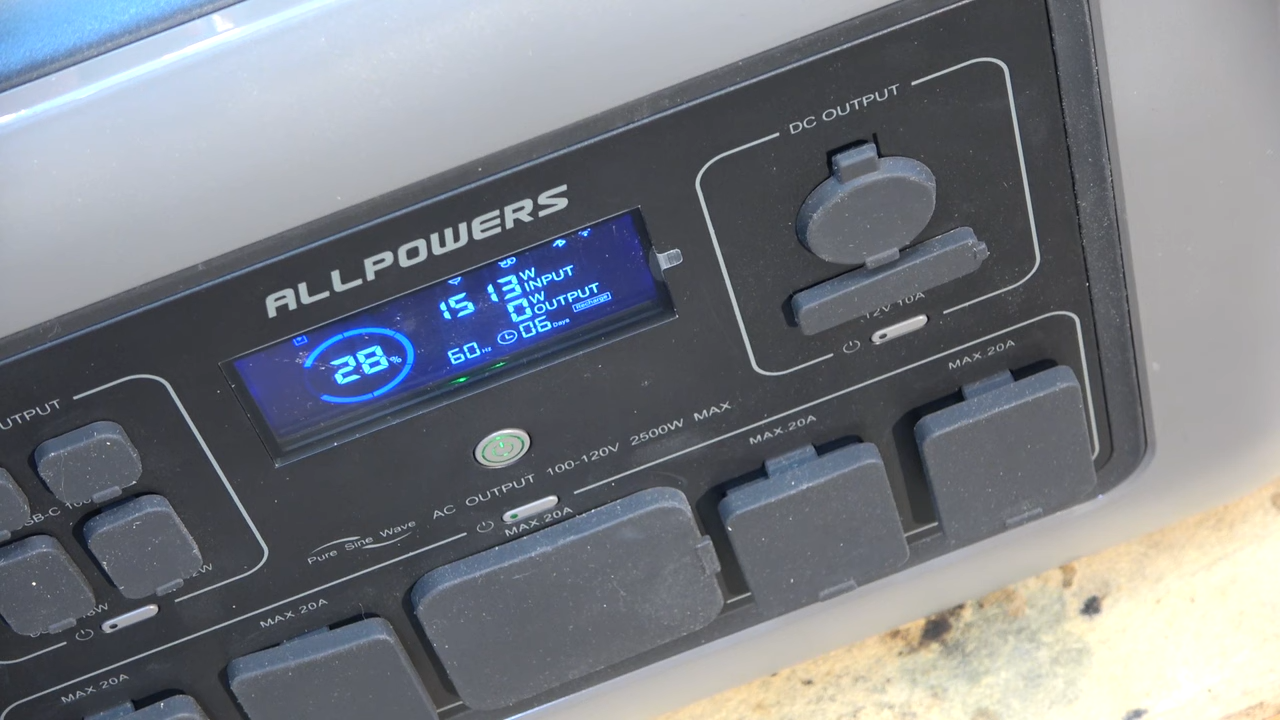 ALLPOWERS
DC OUTPUT
1513 W INPUT
0 W OUTPUT
28%
60Hz
06 Days
Recharge
12V 10A
AC OUTPUT 100-120V 2500W MAX
Pure Sine Wave
MAX.20A
MAX.20A
MAX.20A
MAX.20A
MAX.20A